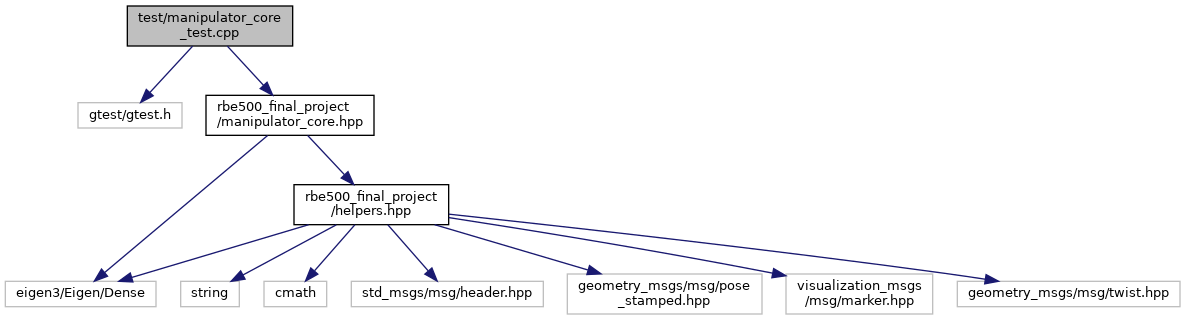 test/manipulator_core
_test.cpp
gtest/gtest.h
rbe500_final_project
/manipulator_core.hpp
rbe500_final_project
/helpers.hpp
eigen3/Eigen/Dense
string
cmath
std_msgs/msg/header.hpp
geometry_msgs/msg/pose
_stamped.hpp
visualization_msgs
/msg/marker.hpp
geometry_msgs/msg/twist.hpp